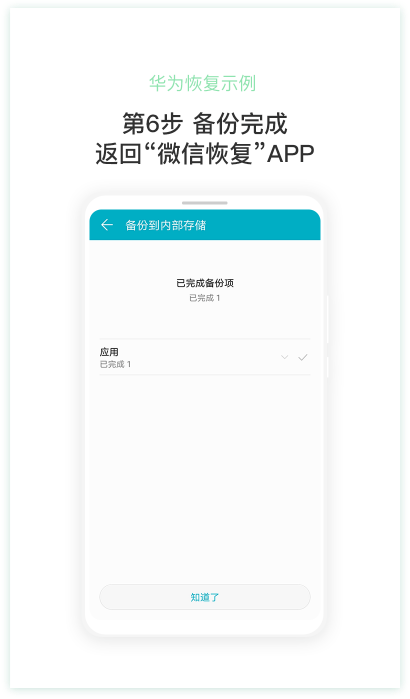 华为恢复示例
第6步 备份完成
返回“微信恢复”APP
备份到内部存储
已完成备份项
已完成 1
应用
已完成 1
知道了